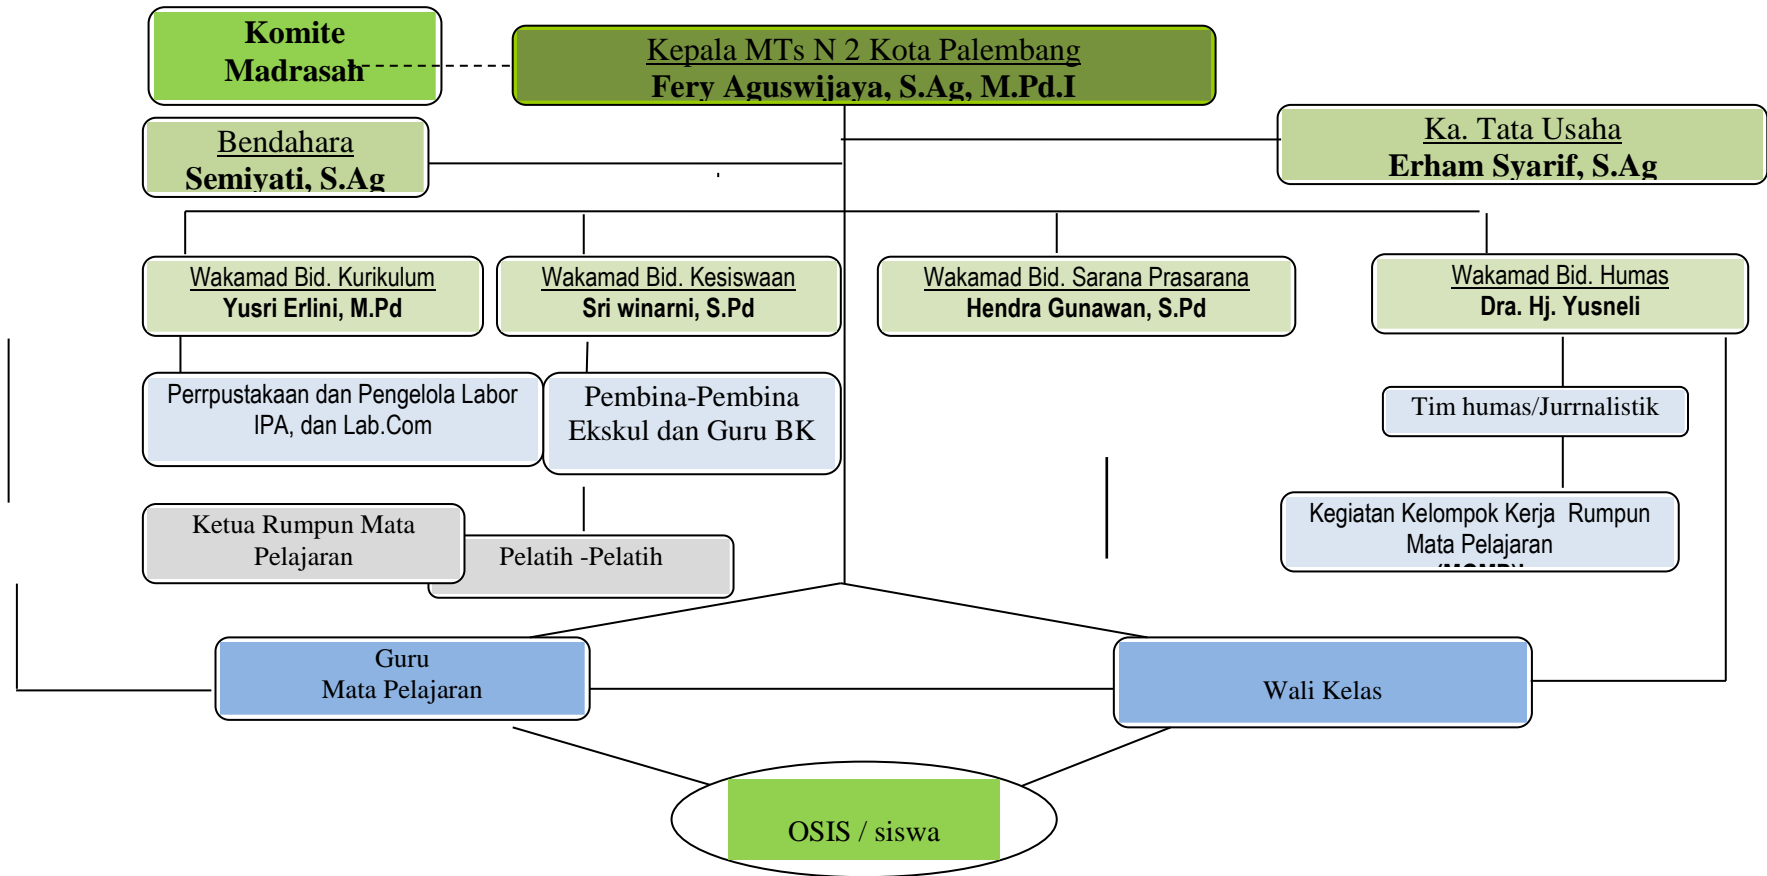 Komite
Madrasah
Kepala MTs N 2 Kota Palembang
Fery Aguswijaya, S.Ag, M.Pd.I
Bendahara
Semiyati, S.Ag
Ka. Tata Usaha
Erham Syarif, S.Ag
Wakamad Bid. Kurikulum
Yusri Erlini, M.Pd
Wakamad Bid. Kesiswaan
Sri winarni, S.Pd
Wakamad Bid. Sarana Prasarana
Hendra Gunawan, S.Pd
Wakamad Bid. Humas
Dra. Hj. Yusneli
Perrpustakaan dan Pengelola Labor
IPA, dan Lab.Com
Pembina-Pembina
Ekskul dan Guru BK
Tim humas/Jurrnalistik
Ketua Rumpun Mata
Pelajaran
Pelatih -Pelatih
Kegiatan Kelompok Kerja  Rumpun
Mata Pelajaran
Guru
Mata Pelajaran
Wali Kelas
OSIS / siswa